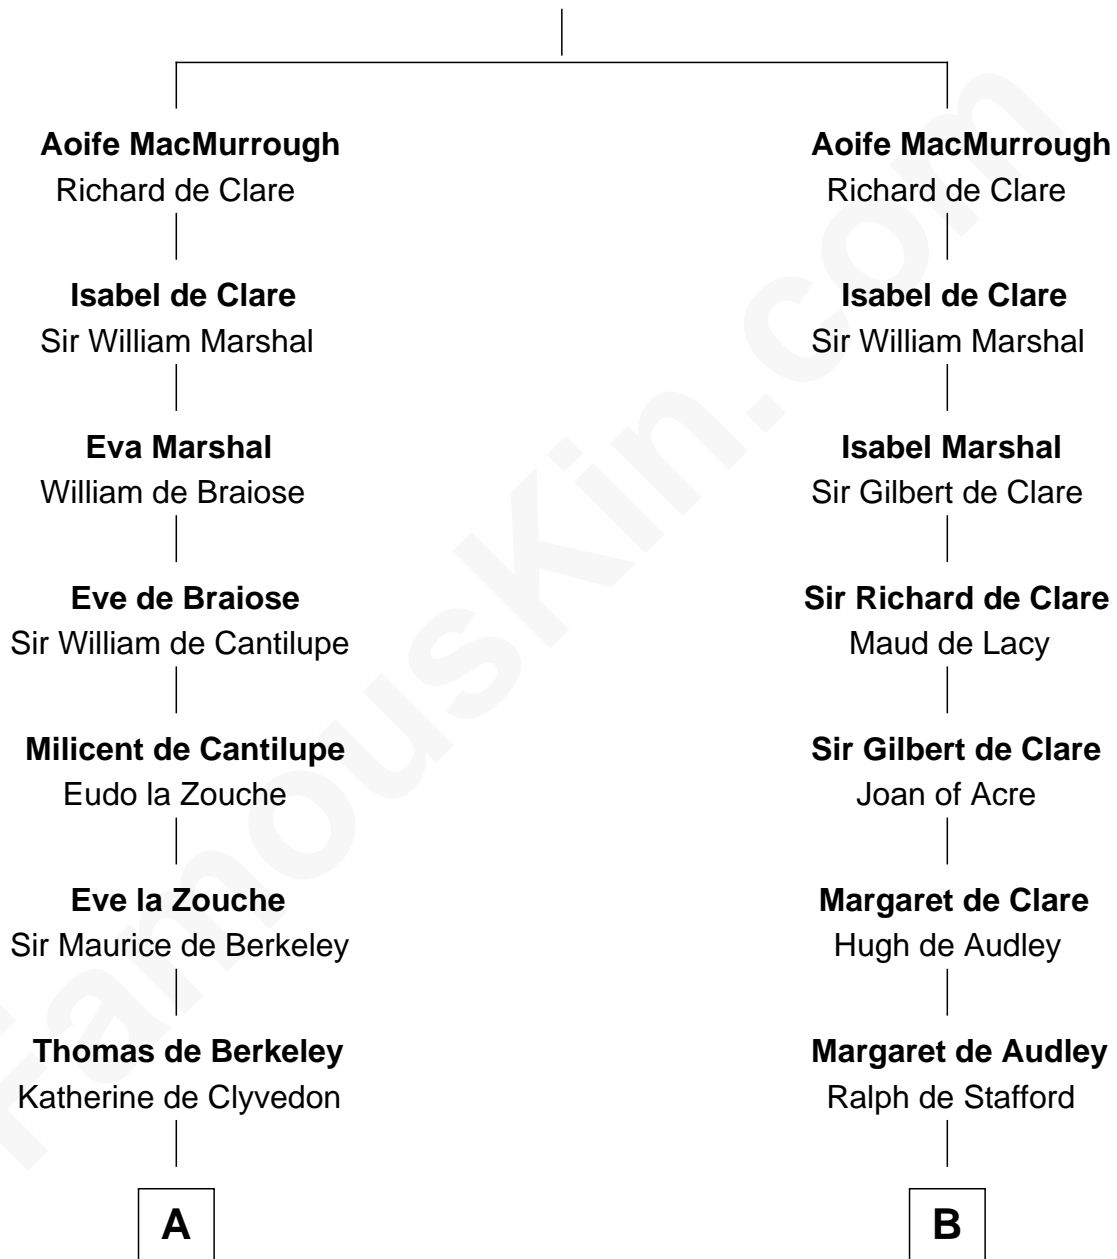 Aoife MacMurrough
Richard de Clare
Isabel de Clare
Sir William Marshal
Eva Marshal
William de Braiose
Eve de Braiose
Sir William de Cantilupe
Milicent de Cantilupe
Eudo la Zouche
Eve la Zouche
Sir Maurice de Berkeley
Thomas de Berkeley
Katherine de Clyvedon
A
Aoife MacMurrough
Richard de Clare
Isabel de Clare
Sir William Marshal
Isabel Marshal
Sir Gilbert de Clare
Sir Richard de Clare
Maud de Lacy
Sir Gilbert de Clare
Joan of Acre
Margaret de Clare
Hugh de Audley
Margaret de Audley
Ralph de Stafford
B
FamousKin.com